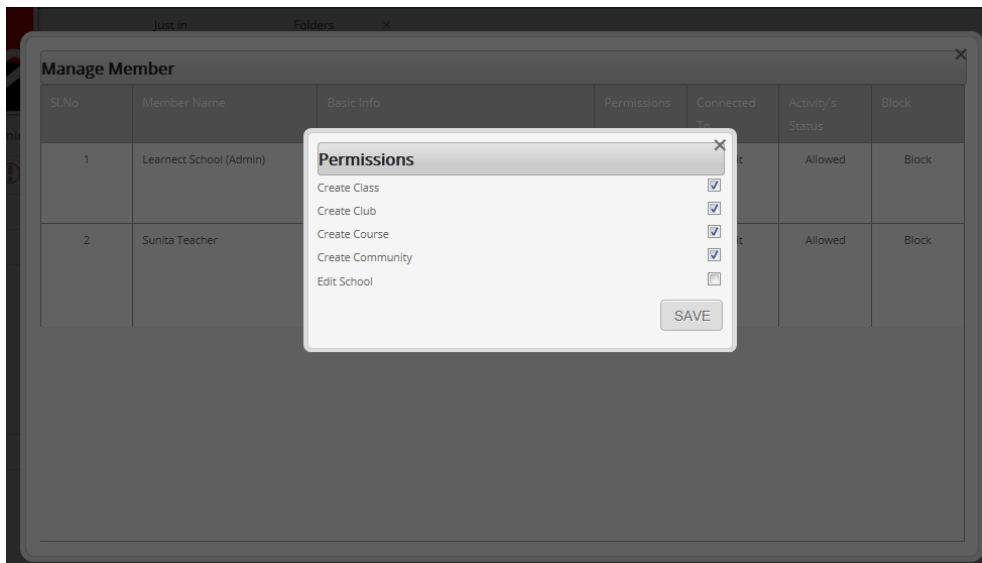 Just in Folders ×
Manage Member
Sl.No Member Name Basic Info Permissions Connected To Activity's Status Block
1 Learnect School (Admin) Allowed Block
2 Sunita Teacher Allowed Block
Permissions
Create Class
Create Club
Create Course
Create Community
Edit School
SAVE